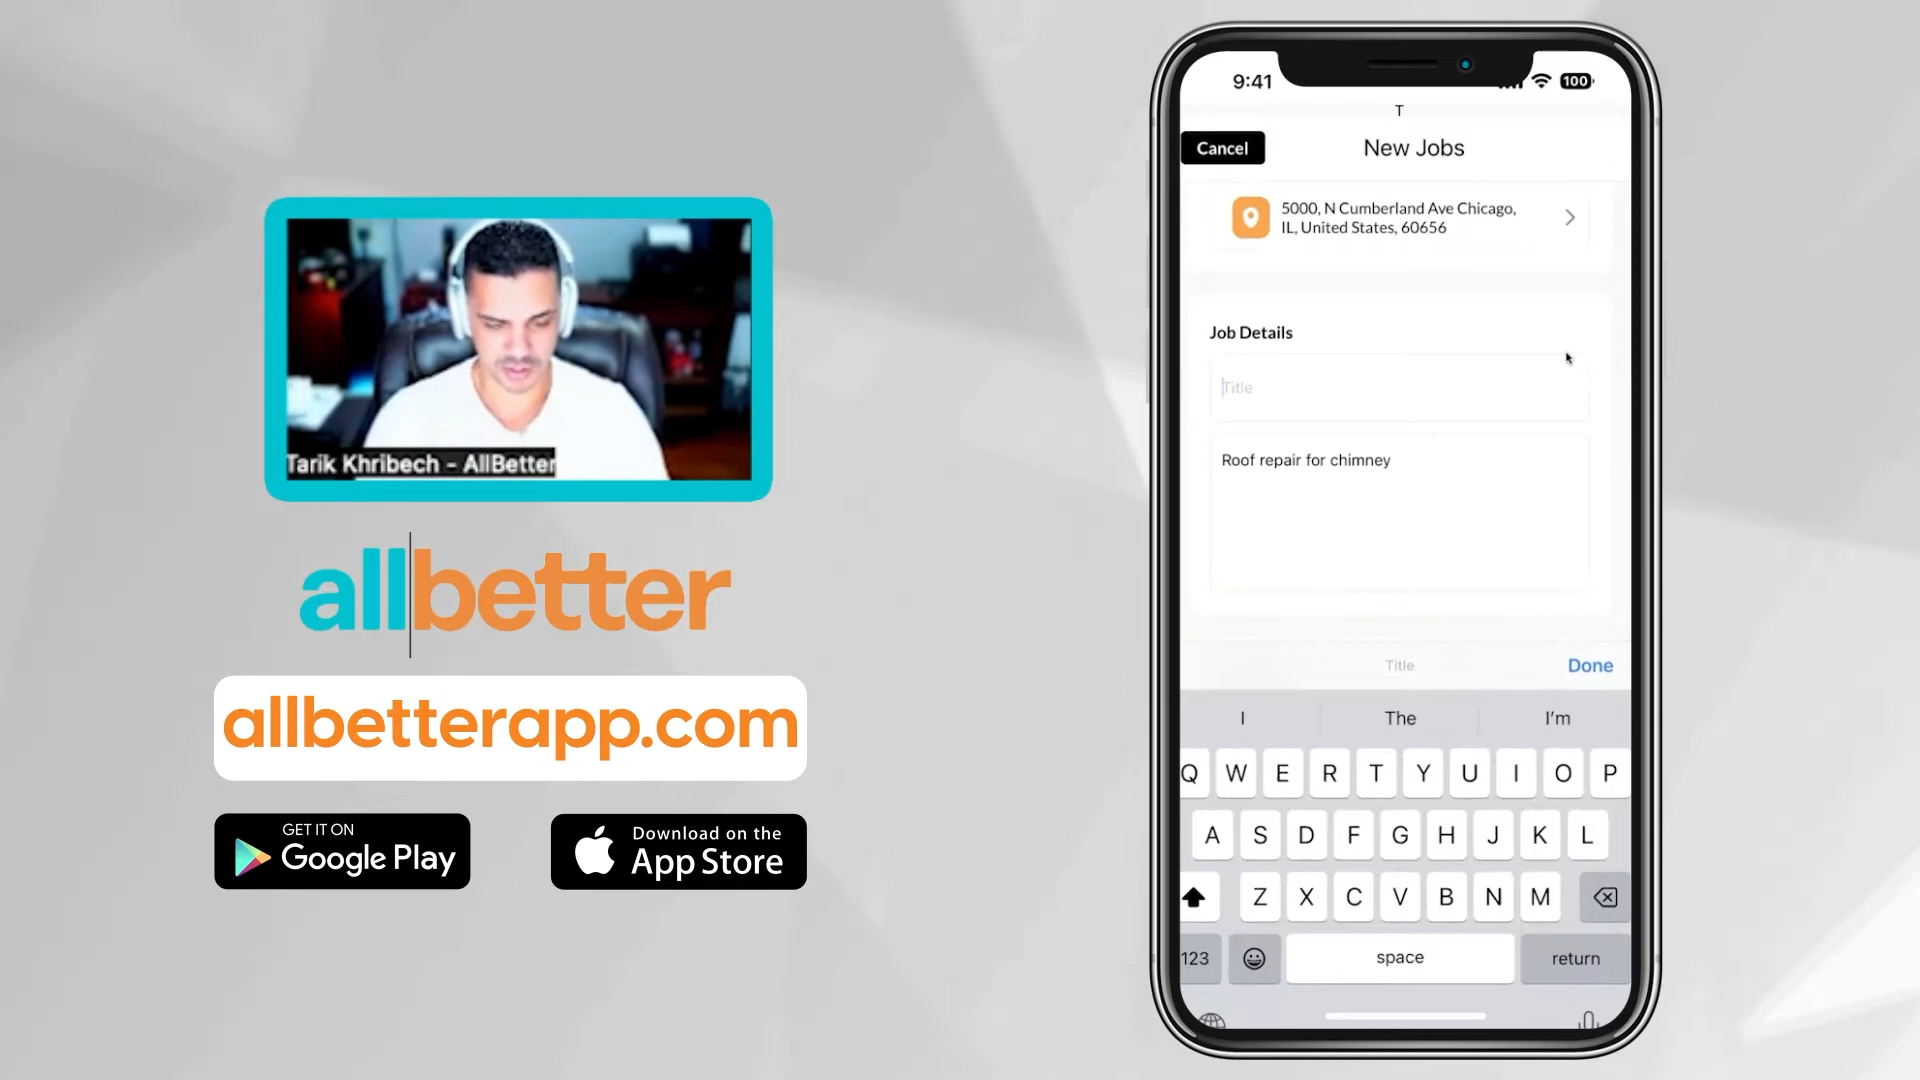 Tarik Khribech - AllBetter
allbetter
allbetterapp.com
GET IT ON
Google Play
Download on the
App Store
9:41
100
T
Cancel
New Jobs
5000, N Cumberland Ave Chicago,
IL, United States, 60656
Job Details
Title
Roof repair for chimney
Title
Done
I
The
I'm
Q W E R T Y U I O P
A S D F G H J K L
Z X C V B N M
123
space
return